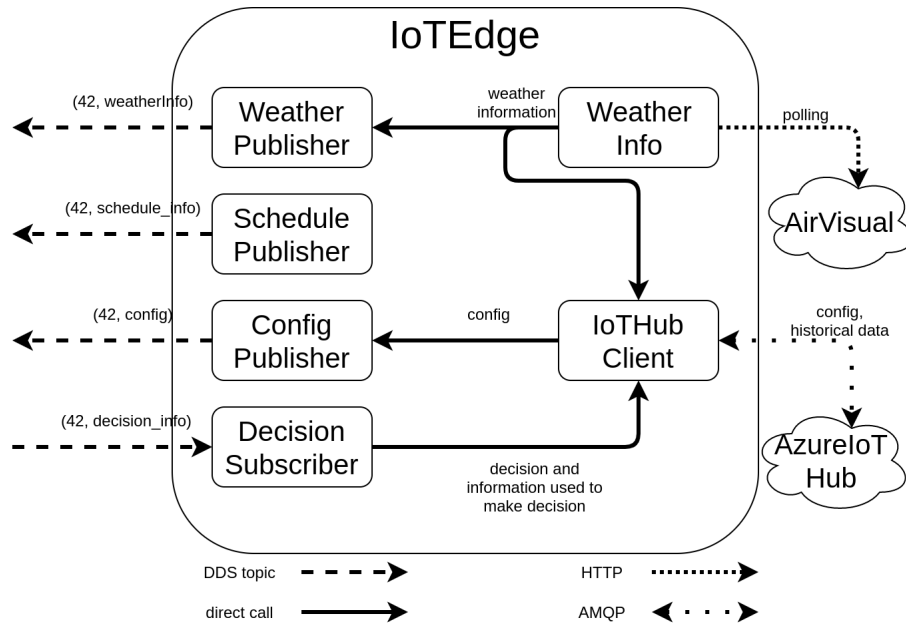 IoTEdge
(42, weatherInfo)
Weather
Publisher
weather
information
Weather
Info
polling
AirVisual
(42, schedule_info)
Schedule
Publisher
(42, config)
Config
Publisher
config
IoTHub
Client
config,
historical data
(42, decision_info)
Decision
Subscriber
decision and
information used to
make decision
AzureIoT
Hub
DDS topic
HTTP
direct call
AMQP